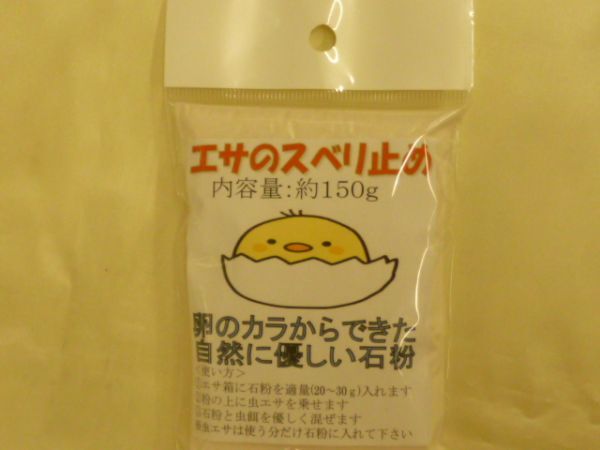 エサのスベリ止め
内容量:約150g
卵のカラからできた
自然に優しい石粉
<使い方>
①エサ箱に石粉を適量(20～30g)入れます
②粉の上に虫エサを乗せます
③石粉と虫餌を優しく混ぜます
※虫エサは使う分だけ石粉に入れて下さい